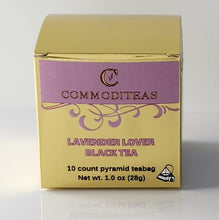 COMMODITEAS
LAVENDER LOVER
BLACK TEA
10 count pyramid teabag
Net wt. 1.0 oz (28g)